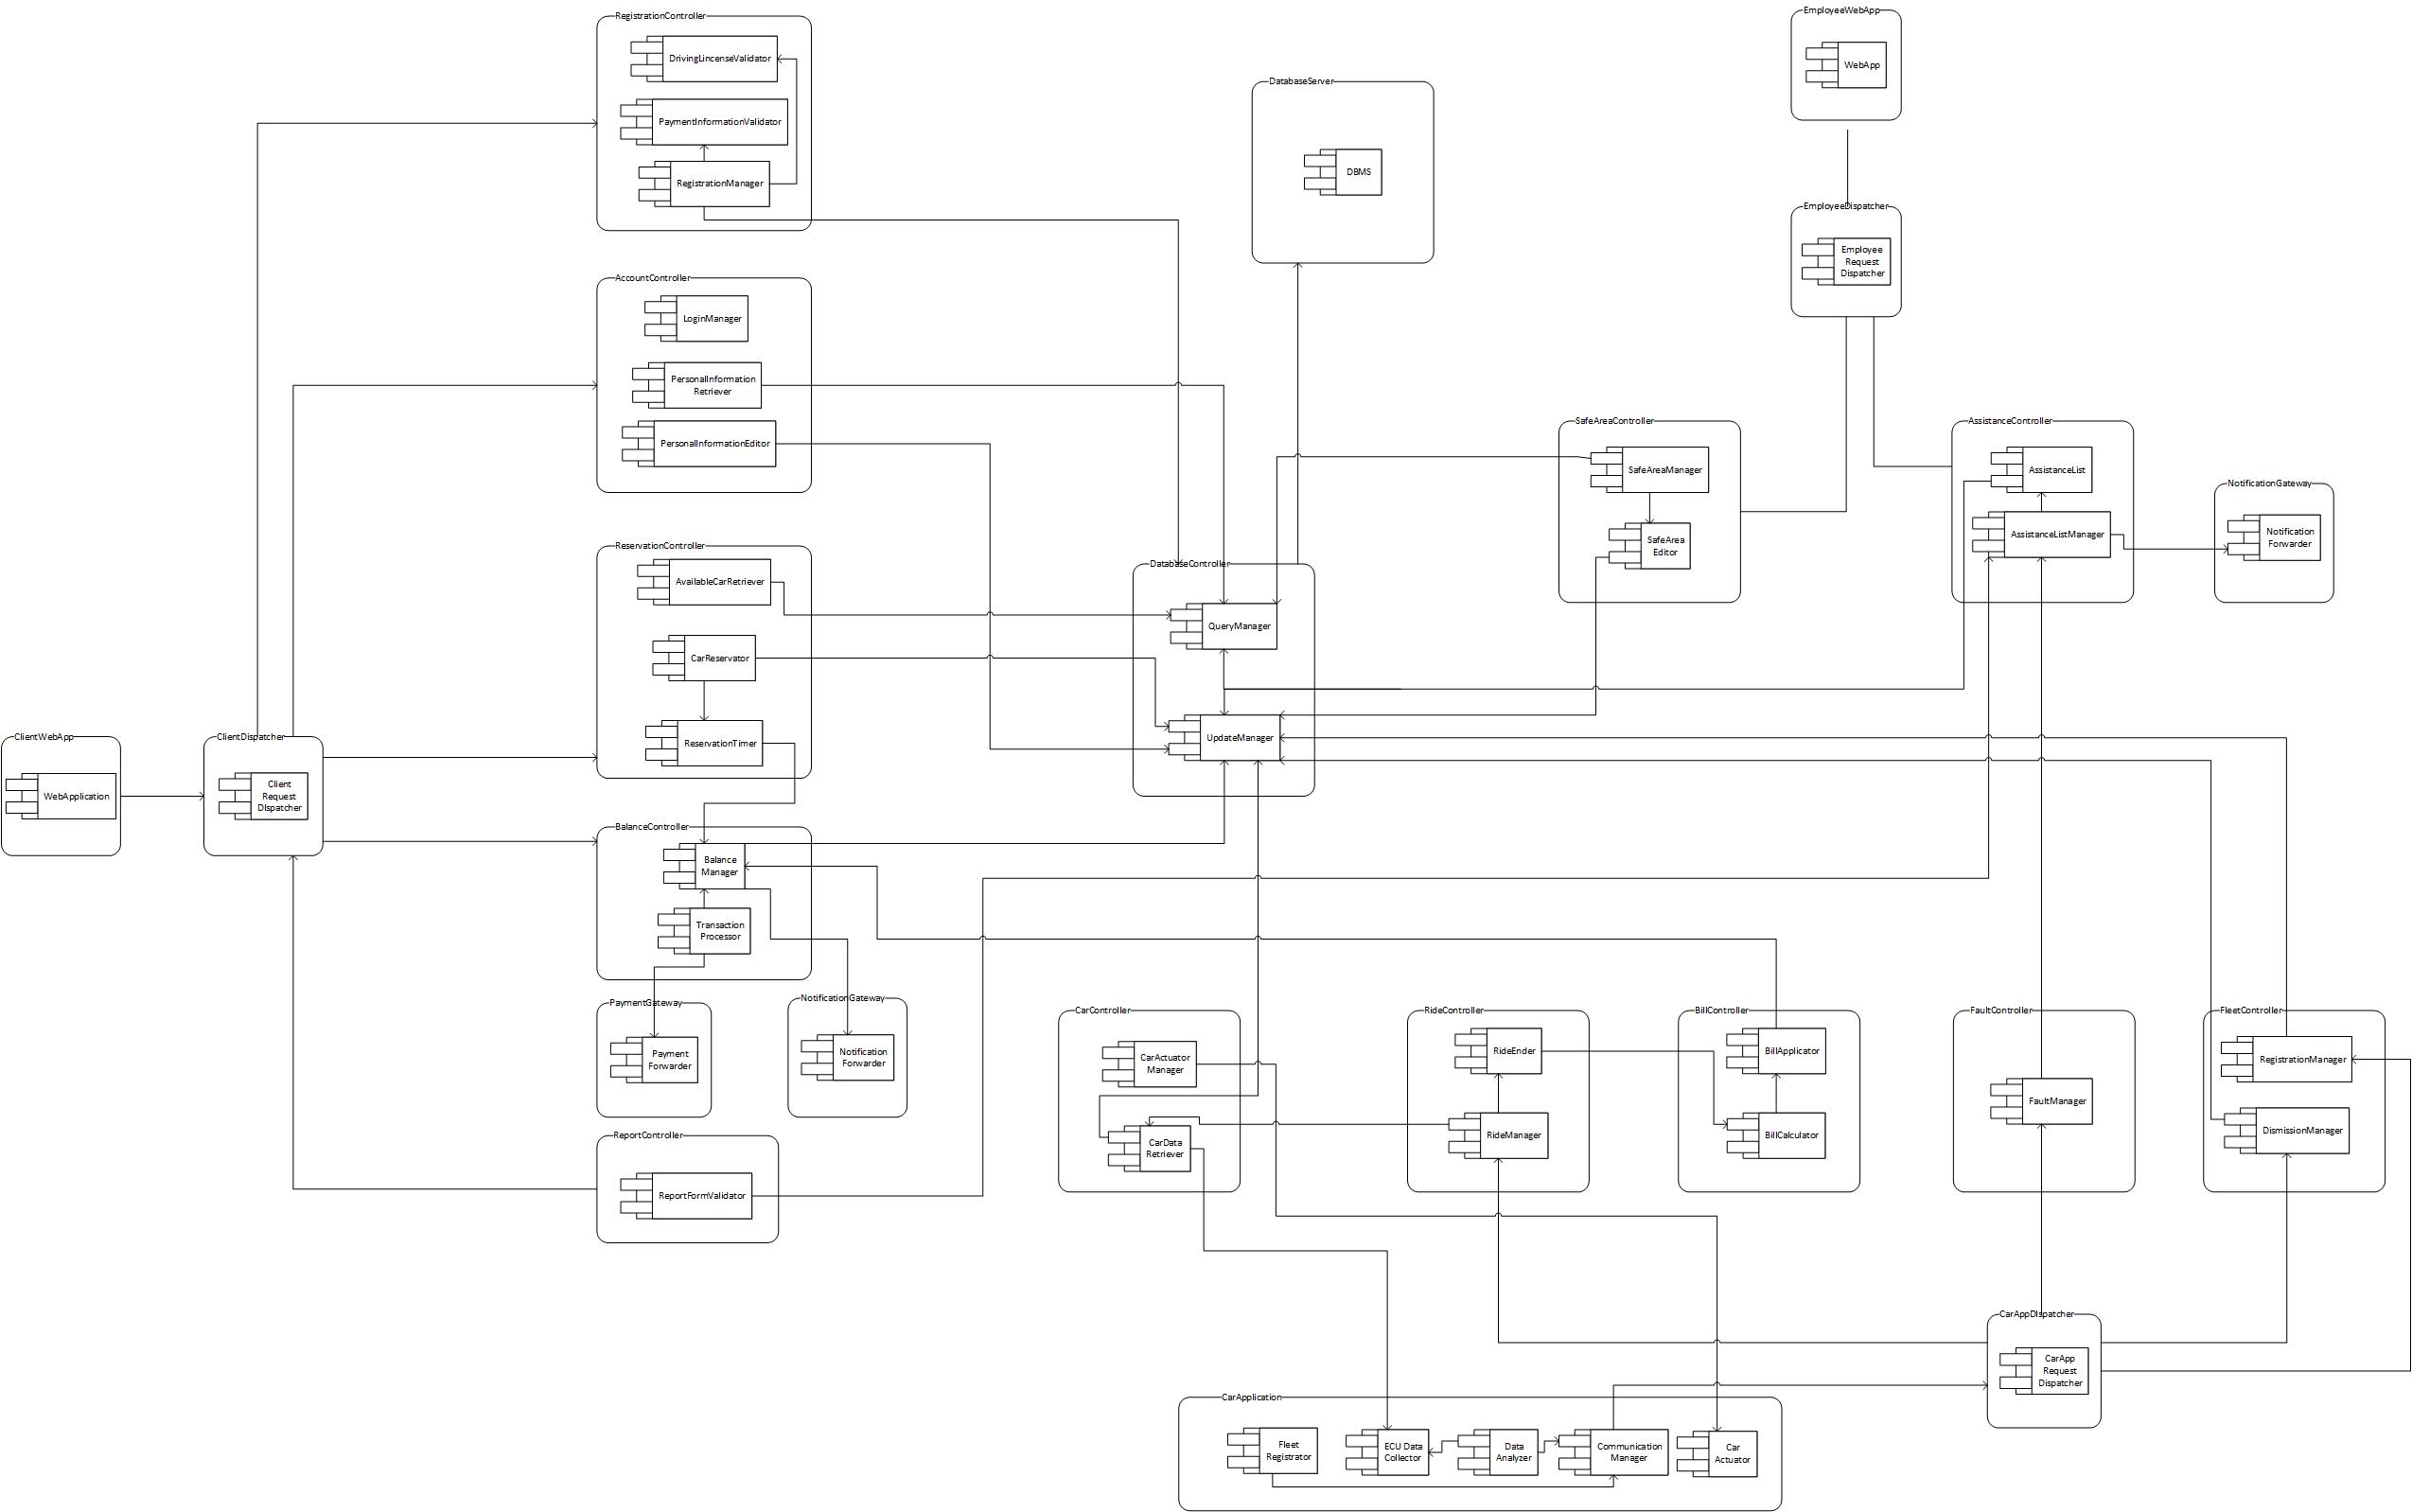 RegistrationController
DrivingLincenseValidator
PaymentInformationValidator
RegistrationManager
EmployeeWebApp
WebApp
DatabaseServer
DBMS
EmployeeDispatcher
Employee
Request
Dispatcher
AccountController
LoginManager
PersonalInformation
Retriever
PersonalInformationEditor
SafeAreaController
SafeAreaManager
SafeArea
Editor
AssistanceController
AssistanceList
AssistanceListManager
NotificationGateway
Notification
Forwarder
ReservationController
AvailableCarRetriever
CarReservator
ReservationTimer
DatabaseController
QueryManager
UpdateManager
ClientWebApp
WebApplication
ClientDispatcher
Client
Request
DIspatcher
BalanceController
Balance
Manager
Transaction
Processor
PaymentGateway
Payment
Forwarder
NotificationGateway
Notification
Forwarder
CarController
CarActuator
Manager
CarData
Retriever
RideController
RideEnder
RideManager
BillController
BillApplicator
BillCalculator
FaultController
FaultManager
FleetController
RegistrationManager
DismissionManager
ReportController
ReportFormValidator
CarAppDIspatcher
CarApp
Request
Dispatcher
CarApplication
Fleet
Registrator
ECU Data
Collector
Data
Analyzer
Communication
Manager
Car
Actuator